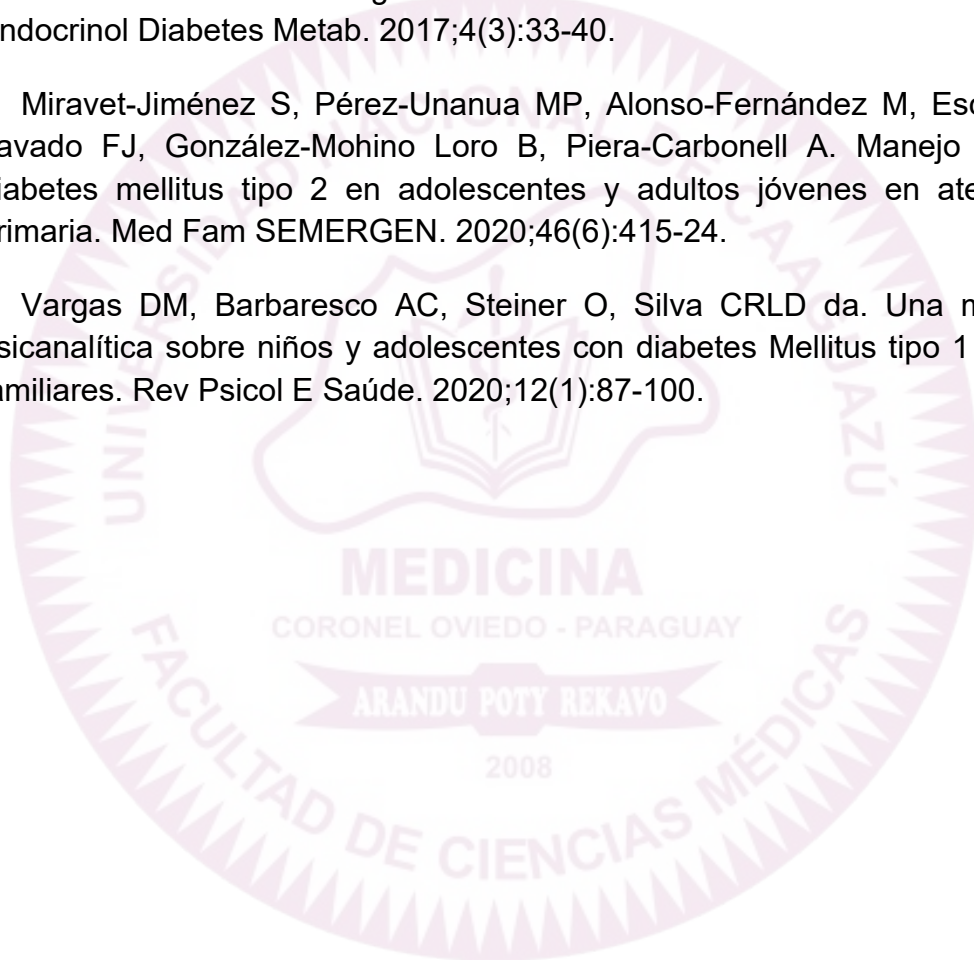 ndocrinol Diabetes Metab. 2017;4(3):33-40.
Miravet-Jiménez S, Pérez-Unanua MP, Alonso-Fernández M, Esc
avado FJ, González-Mohino Loro B, Piera-Carbonell A. Manejo
iabetes mellitus tipo 2 en adolescentes y adultos jóvenes en ate
rimaria. Med Fam SEMERGEN. 2020;46(6):415-24.
Vargas DM, Barbaresco AC, Steiner O, Silva CRLD da. Una
sicanalítica sobre niños y adolescentes con diabetes Mellitus tipo 1
amiliares. Rev Psicol E Saúde. 2020;12(1):87-100.
UNIVERSIDAD NACIONAL DE CAAGUAZÚ
MEDICINA
CORONEL OVIEDO - PARAGUAY
ARANDU POTY REKAVO
2008
FACULTAD DE CIENCIAS MÉDICAS